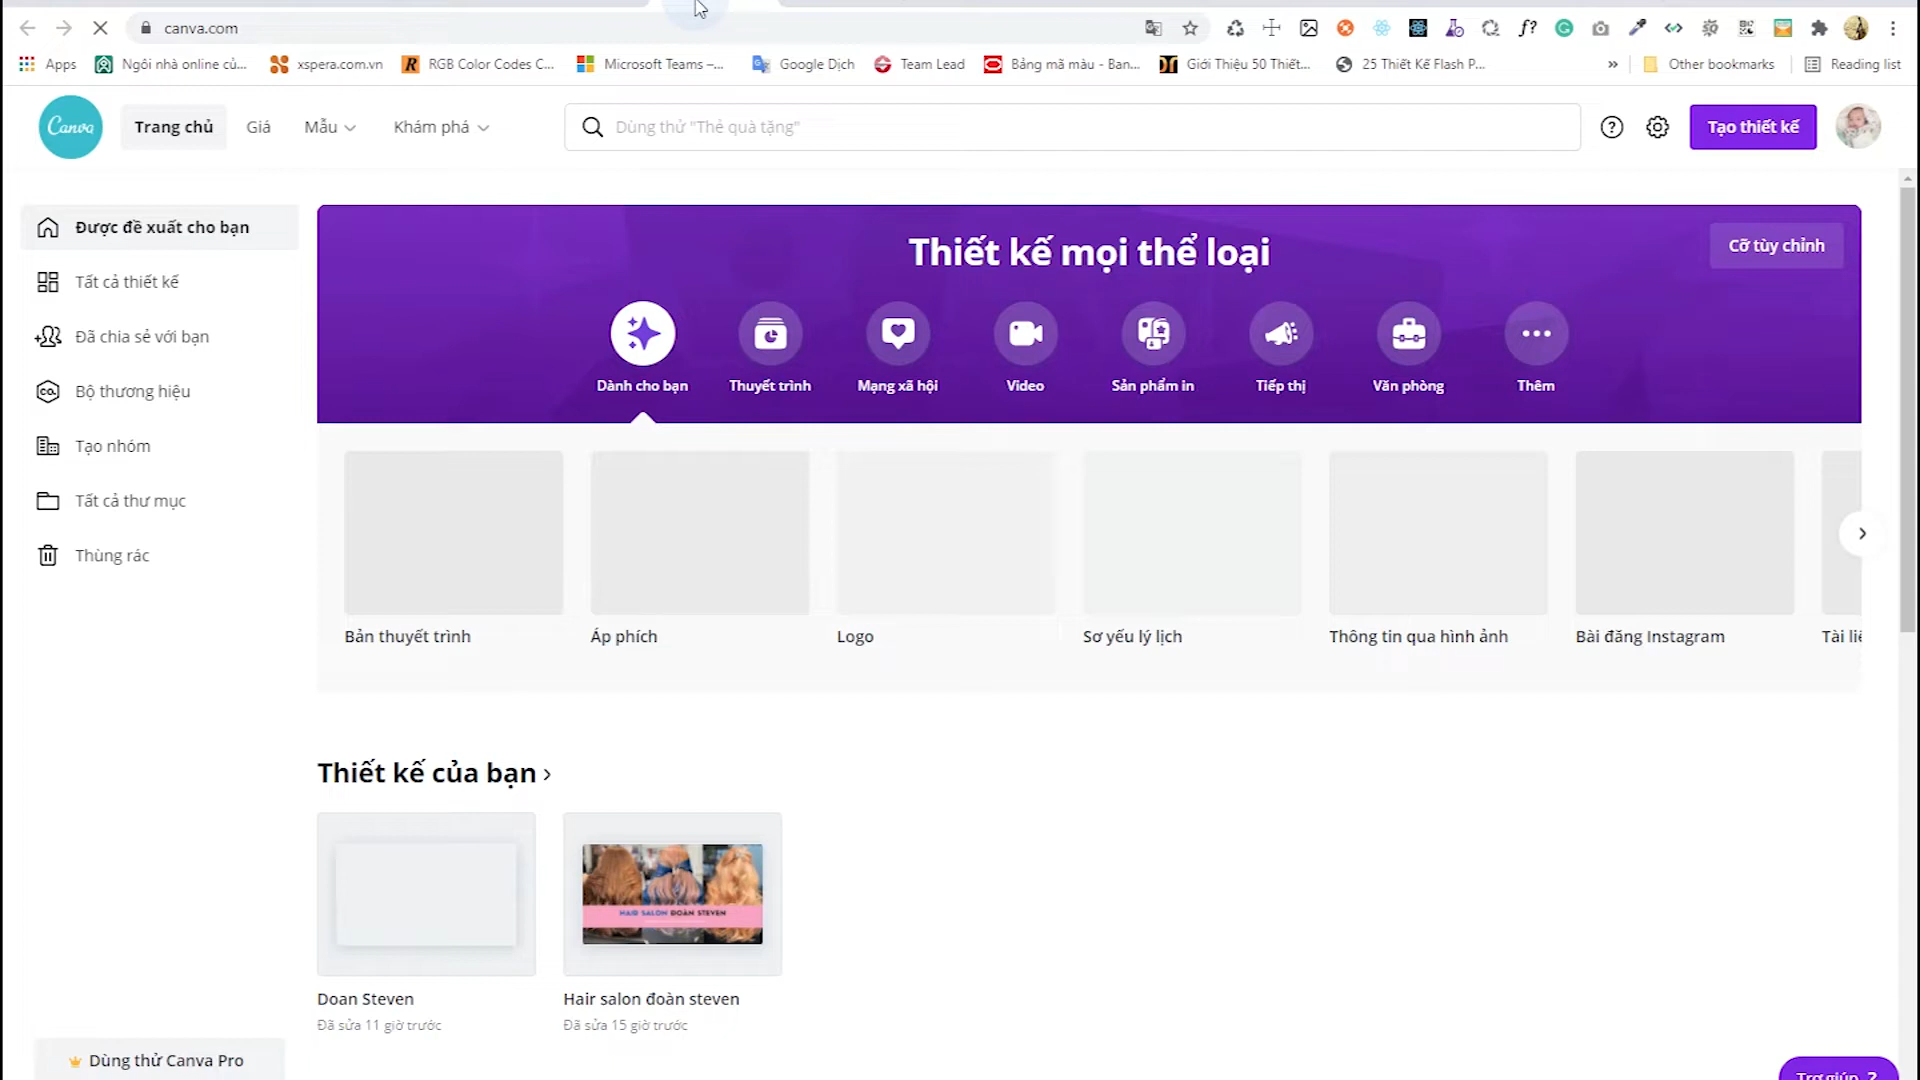 canva.com
Apps
Ngôi nhà online củ...
xspera.com.vn
RGB Color Codes C...
Microsoft Teams –...
Google Dịch
Team Lead
Bảng mã màu - Ban...
Giới Thiệu 50 Thiết...
25 Thiết Kế Flash P...
»
Other bookmarks
Reading list
Canva
Trang chủ
Giá
Mẫu
Khám phá
Dùng thử "Thẻ quà tặng"
Tạo thiết kế
Được đề xuất cho bạn
Tất cả thiết kế
Đã chia sẻ với bạn
Bộ thương hiệu
Tạo nhóm
Tất cả thư mục
Thùng rác
Dùng thử Canva Pro
Thiết kế mọi thể loại
Cỡ tùy chỉnh
Dành cho bạn
Thuyết trình
Mạng xã hội
Video
Sản phẩm in
Tiếp thị
Văn phòng
Thêm
Bản thuyết trình
Áp phích
Logo
Sơ yếu lý lịch
Thông tin qua hình ảnh
Bài đăng Instagram
Tài liệ
Thiết kế của bạn ›
HAIR SALON ĐOÀN STEVEN
Doan Steven
Đã sửa 11 giờ trước
Hair salon đoàn steven
Đã sửa 15 giờ trước
Trợ giúp ?